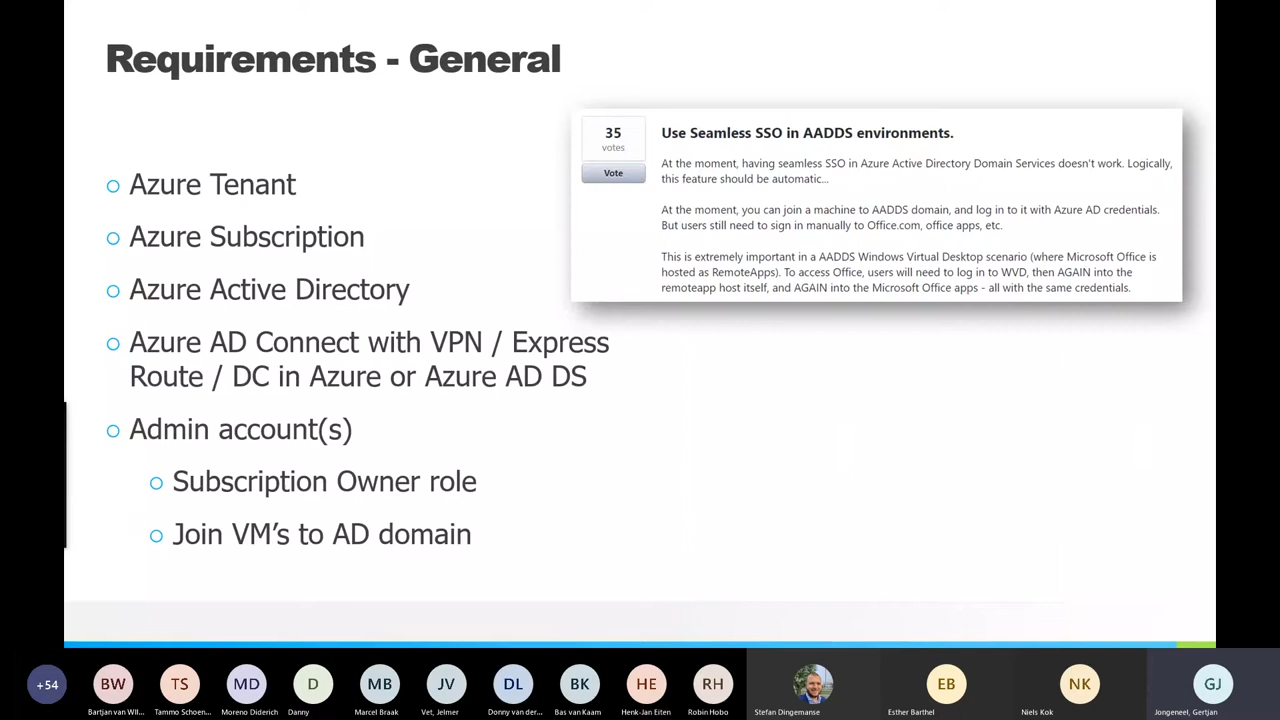 Requirements - General
35
votes
Vote
Use Seamless SSO in AADDS environments.
At the moment, having seamless SSO in Azure Active Directory Domain Services doesn't work. Logically,
this feature should be automatic...
At the moment, you can join a machine to AADDS domain, and log in to it with Azure AD credentials.
But users still need to sign in manually to Office.com, office apps, etc.
This is extremely important in a AADDS Windows Virtual Desktop scenario (where Microsoft Office is
hosted as RemoteApps). To access Office, users will need to log in to WVD, then AGAIN into the
remoteapp host itself, and AGAIN into the Microsoft Office apps - all with the same credentials.
Azure Tenant
Azure Subscription
Azure Active Directory
Azure AD Connect with VPN / Express
Route / DC in Azure or Azure AD DS
Admin account(s)
Subscription Owner role
Join VM’s to AD domain
+54
BW
TS
MD
D
MB
JV
DL
BK
HE
RH
EB
NK
GJ
Bartjan van Wll...
Tammo Schoen...
Moreno Diderich
Danny
Marcel Braak
Vet, Jelmer
Donny van der...
Bas van Kaam
Henk-Jan Eiten
Robin Hobo
Stefan Dingemanse
Esther Barthel
Niels Kok
Jongeneel, Gertjan